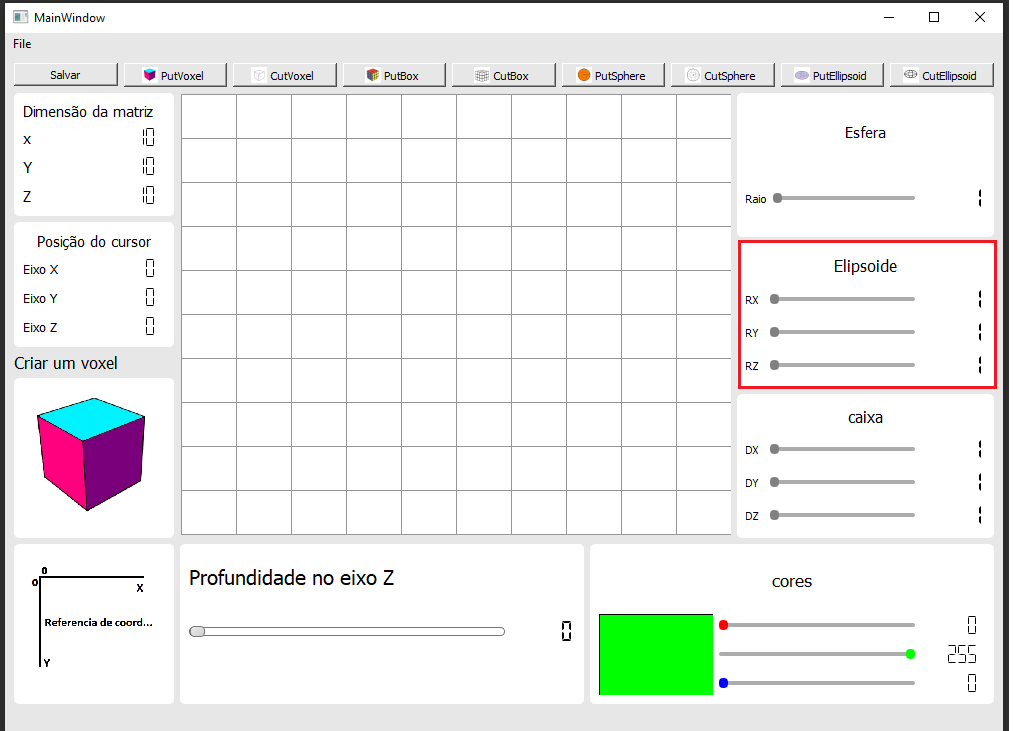 MainWindow
File
Salvar PutVoxel CutVoxel PutBox CutBox PutSphere CutSphere PutEllipsoid CutEllipsoid
Dimensão da matriz
x 10
Y 10
Z 10
Posição do cursor
Eixo X 0
Eixo Y 0
Eixo Z 0
Criar um voxel
Esfera
Raio 1
Elipsoide
RX 1
RY 1
RZ 1
caixa
DX 1
DY 1
DZ 1
0
0
X
Referencia de coord...
Y
Profundidade no eixo Z
0
cores
0
255
0